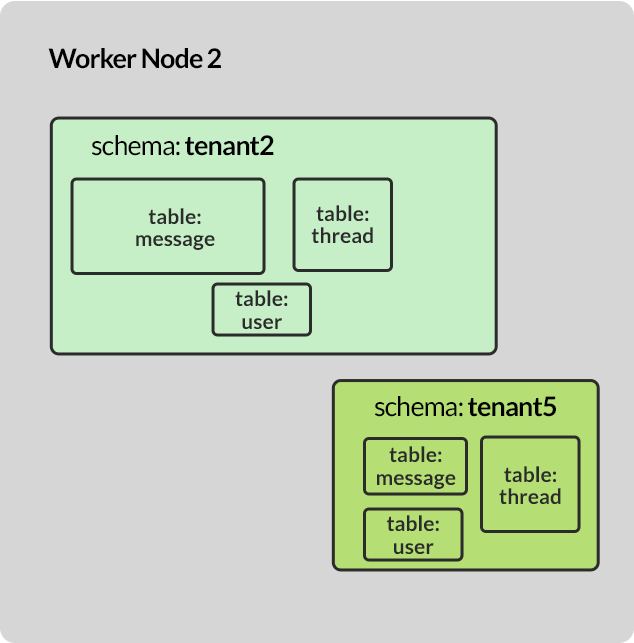 Worker Node 2
schema: tenant2
table:
message
table:
thread
table:
user
schema: tenant5
table:
message
table:
thread
table:
user